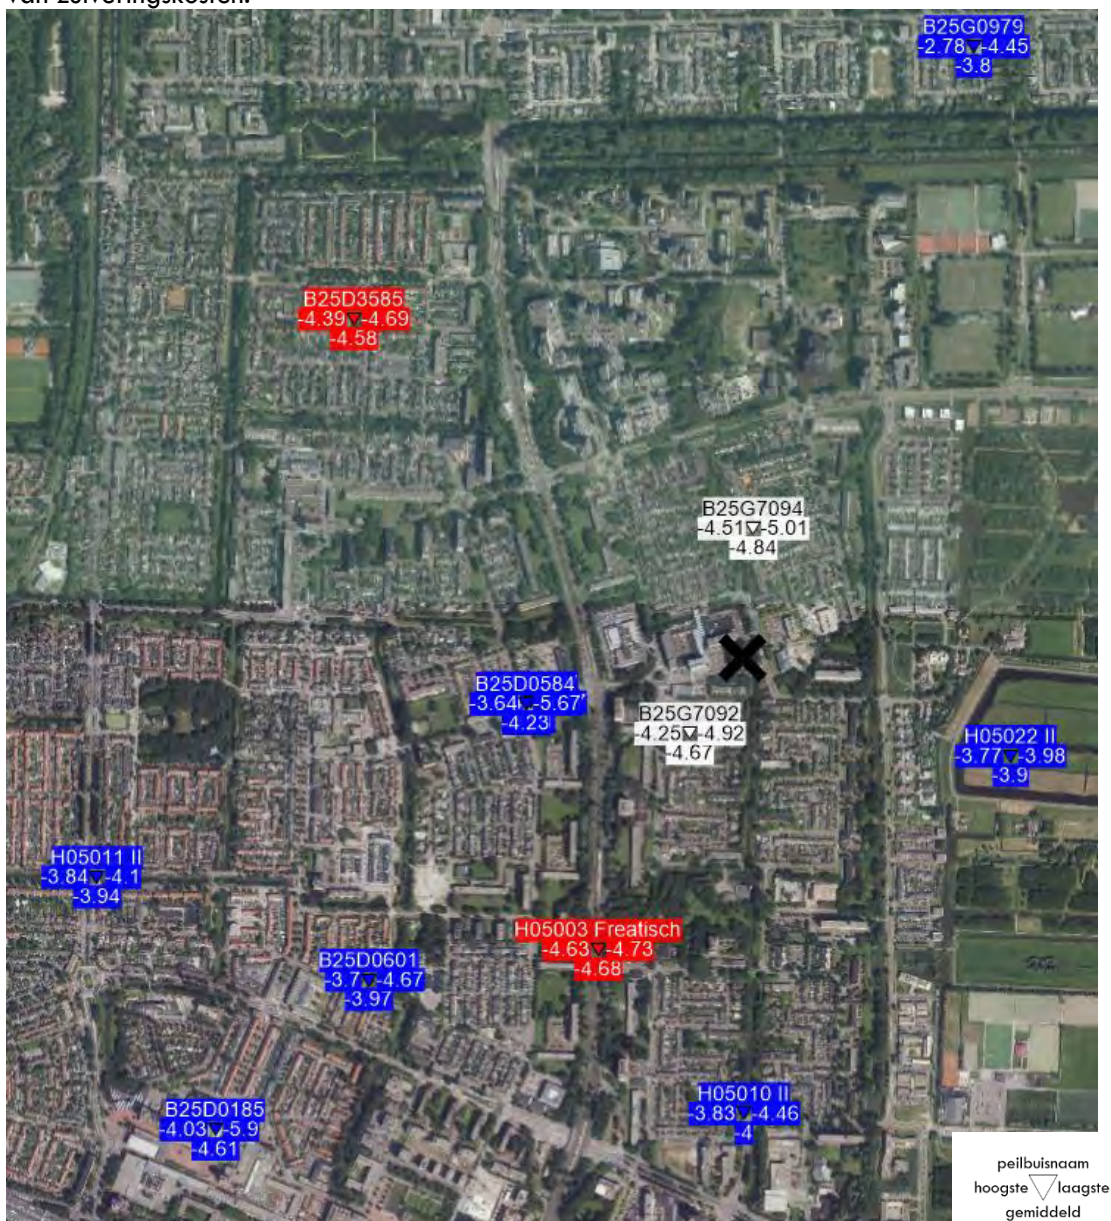 B25G0979
-2.78 -4.45
-3.8
B25D3585
-4.39 -4.69
-4.58
B25G7094
-4.51 -5.01
-4.84
B25D0584
-3.64 -5.67
-4.23
B25G7092
-4.25 -4.92
-4.67
H05022 II
-3.77 -3.98
-3.9
H05011 II
-3.84 -4.1
-3.94
H05003 Freatisch
-4.63 -4.73
-4.68
B25D0601
-3.7 -4.67
-3.97
H05010 II
-3.83 -4.46
-4
B25D0185
-4.03 -5.9
-4.61
peilbuisnaam
hoogste laagste
gemiddeld